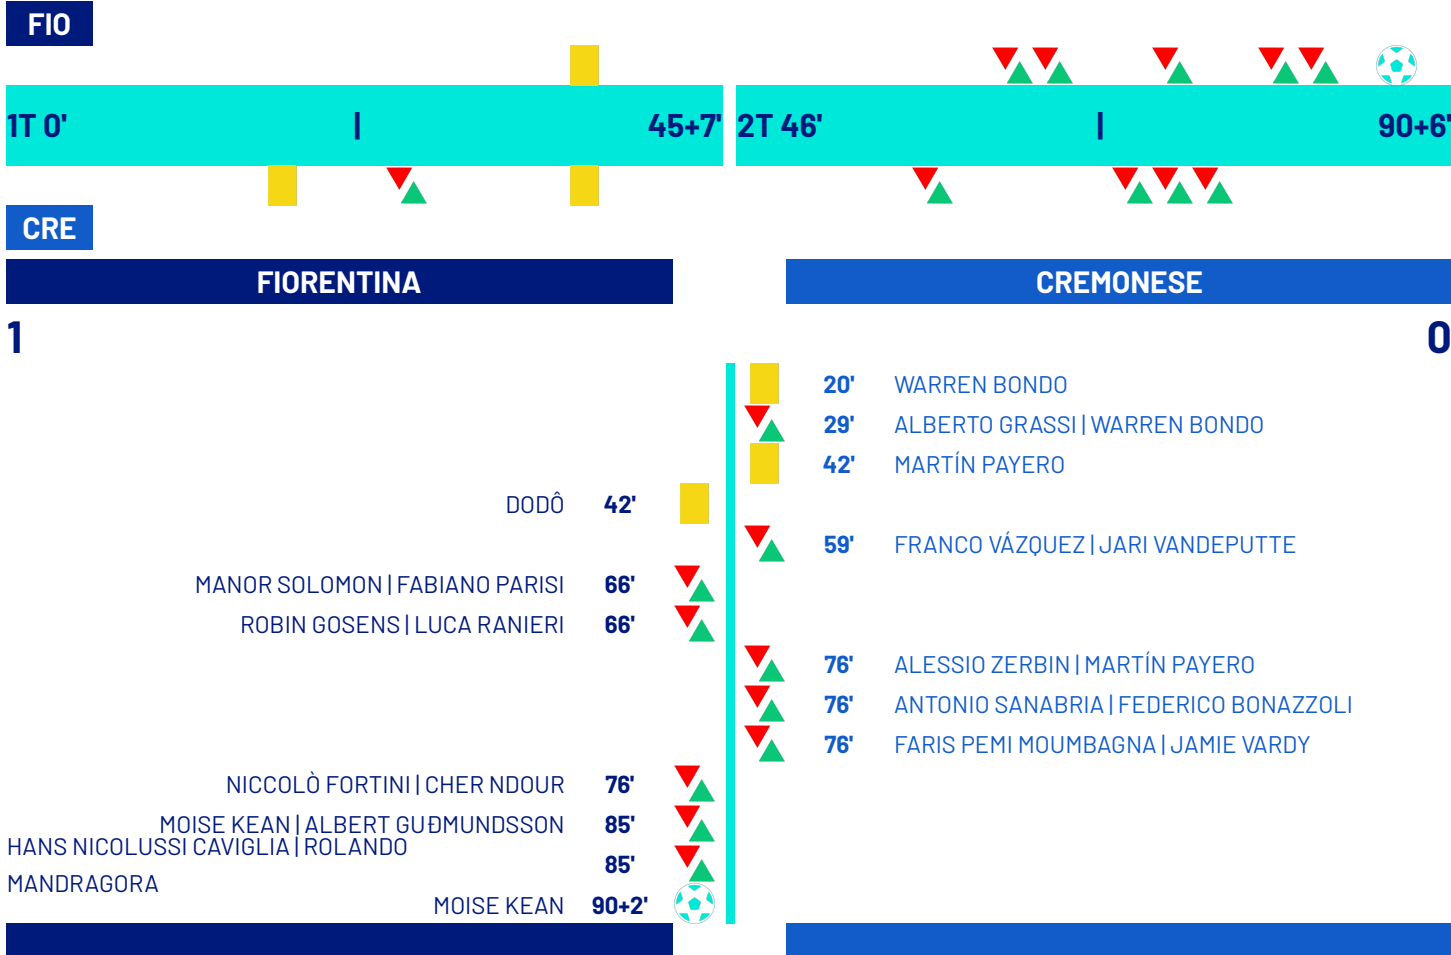 FIO
1T 0' | 45+7' 2T 46' | 90+6'
CRE
FIORENTINA CREMONESE
1 0
20' WARREN BONDO
29' ALBERTO GRASSI | WARREN BONDO
42' MARTÍN PAYERO
DODÔ 42'
59' FRANCO VÁZQUEZ | JARI VANDEPUTTE
MANOR SOLOMON | FABIANO PARISI 66'
ROBIN GOSENS | LUCA RANIERI 66'
76' ALESSIO ZERBIN | MARTÍN PAYERO
76' ANTONIO SANABRIA | FEDERICO BONAZZOLI
76' FARIS PEMI MOUMBAGNA | JAMIE VARDY
NICCOLÒ FORTINI | CHER NDOUR 76'
MOISE KEAN | ALBERT GUÐMUNDSSON 85'
HANS NICOLUSSI CAVIGLIA | ROLANDO
MANDRAGORA 85'
MOISE KEAN 90+2'